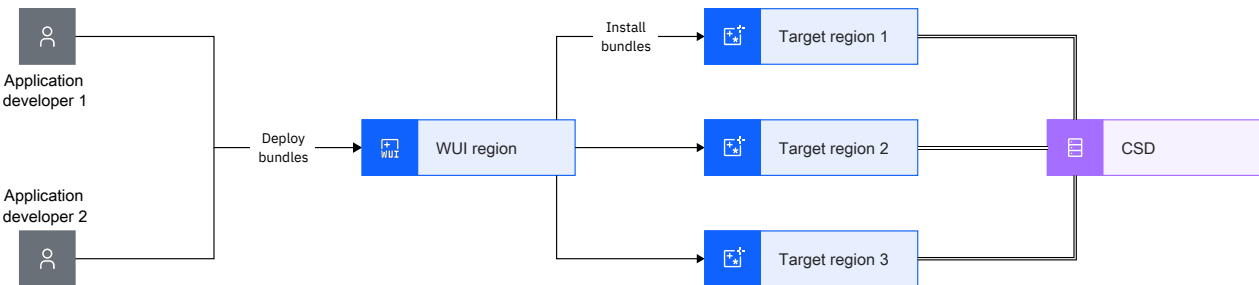 Application
developer 1
Deploy
bundles
WUI
WUI region
Install
bundles
Target region 1
Target region 2
Target region 3
CSD
Application
developer 2